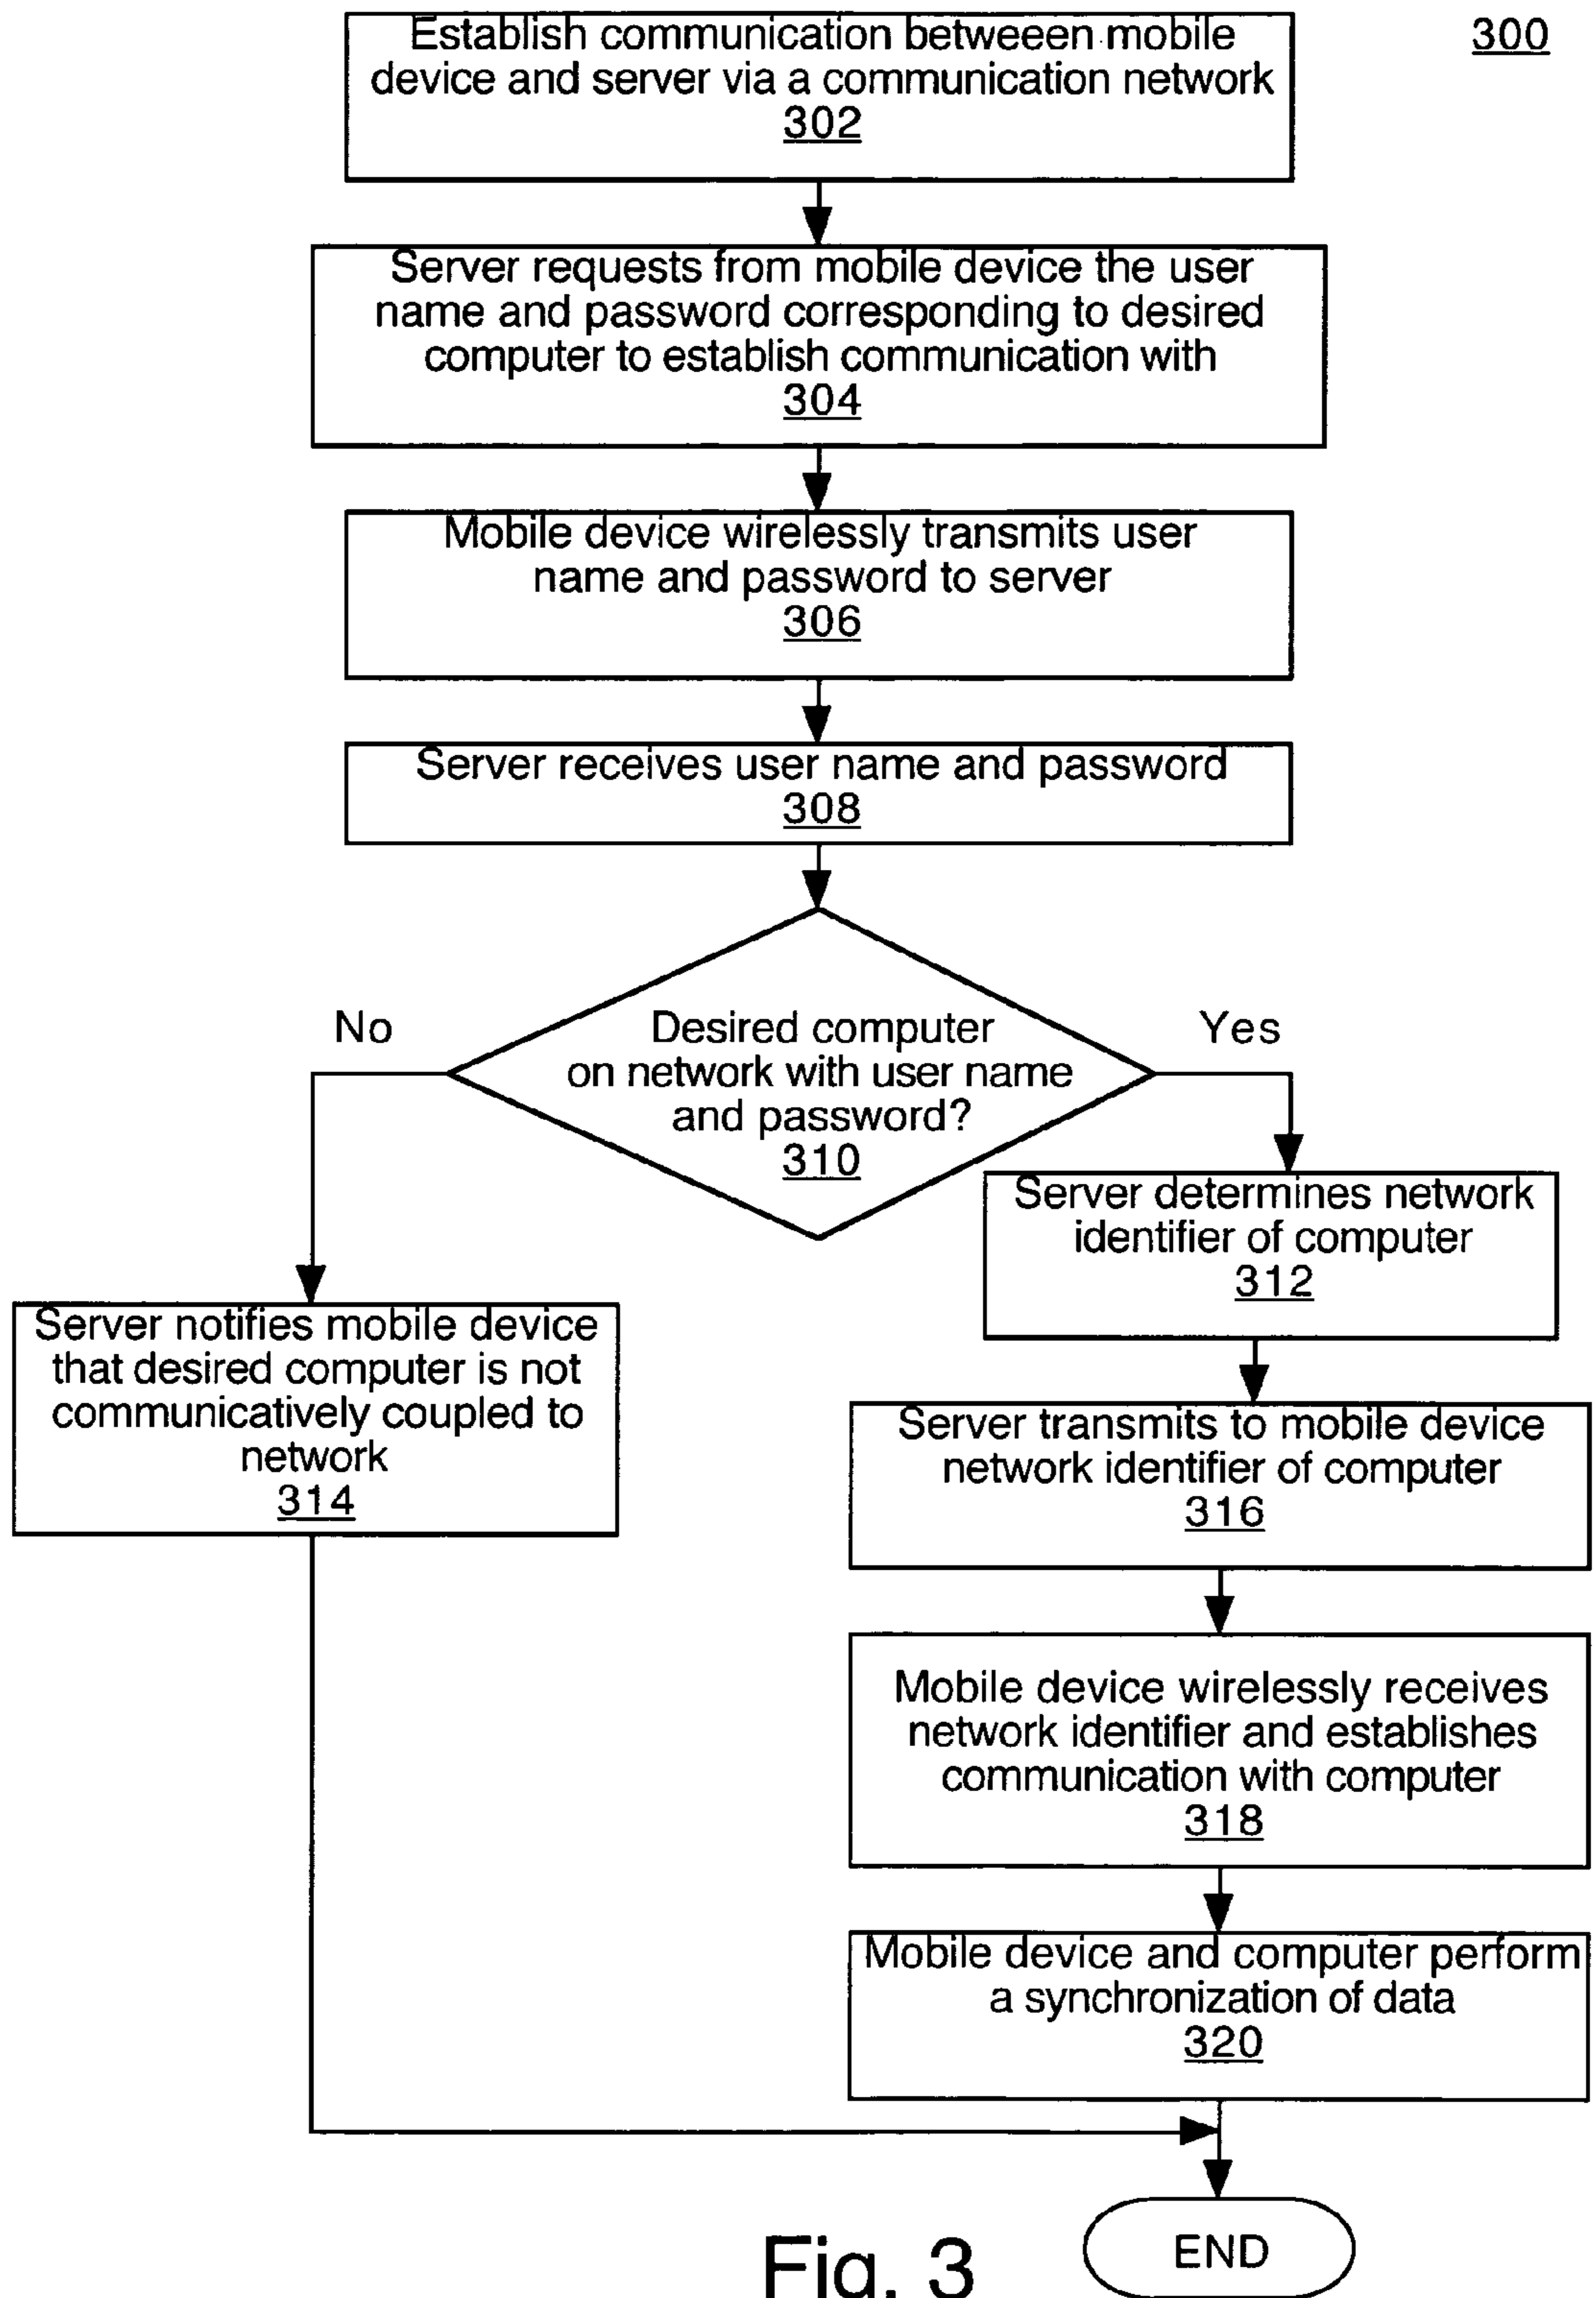 300
Establish communication betweeen mobile
device and server via a communication network
302
Server requests from mobile device the user
name and password corresponding to desired
computer to establish communication with
304
Mobile device wirelessly transmits user
name and password to server
306
Server receives user name and password
308
No
Yes
Desired computer
on network with user name
and password?
310
Server determines network
identifier of computer
312
Server notifies mobile device
that desired computer is not
communicatively coupled to
network
314
Server transmits to mobile device
network identifier of computer
316
Mobile device wirelessly receives
network identifier and establishes
communication with computer
318
Mobile device and computer perform
a synchronization of data
320
END
Fig. 3